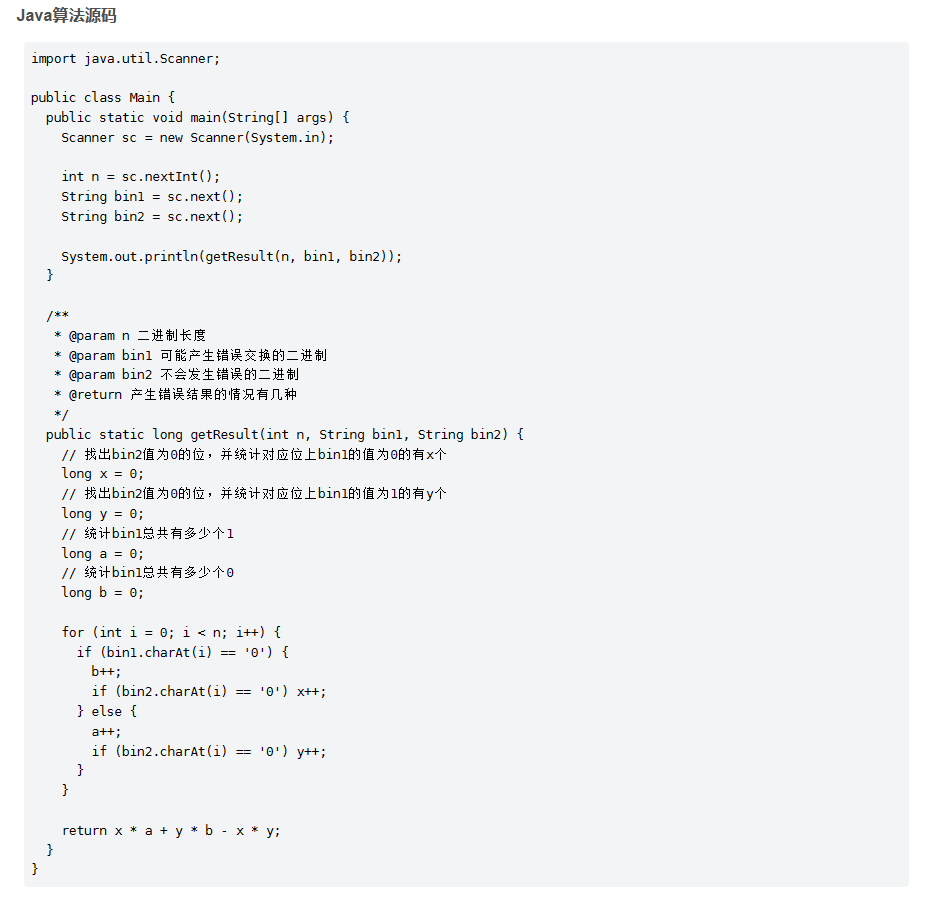 Java算法源码
import java.util.Scanner;
public class Main {
public static void main(String[] args) {
Scanner sc = new Scanner(System.in);
int n = sc.nextInt();
String bin1 = sc.next();
String bin2 = sc.next();
System.out.println(getResult(n, bin1, bin2));
}
/**
* @param n 二进制长度
* @param bin1 可能产生错误交换的二进制
* @param bin2 不会发生错误的二进制
* @return 产生错误结果的情况有几种
*/
public static long getResult(int n, String bin1, String bin2) {
// 找出bin2值为0的位，并统计对应位上bin1的值为0的有x个
long x = 0;
// 找出bin2值为0的位，并统计对应位上bin1的值为1的有y个
long y = 0;
// 统计bin1总共有多少个1
long a = 0;
// 统计bin1总共有多少个0
long b = 0;
for (int i = 0; i < n; i++) {
if (bin1.charAt(i) == '0') {
b++;
if (bin2.charAt(i) == '0') x++;
} else {
a++;
if (bin2.charAt(i) == '0') y++;
}
}
return x * a + y * b - x * y;
}
}